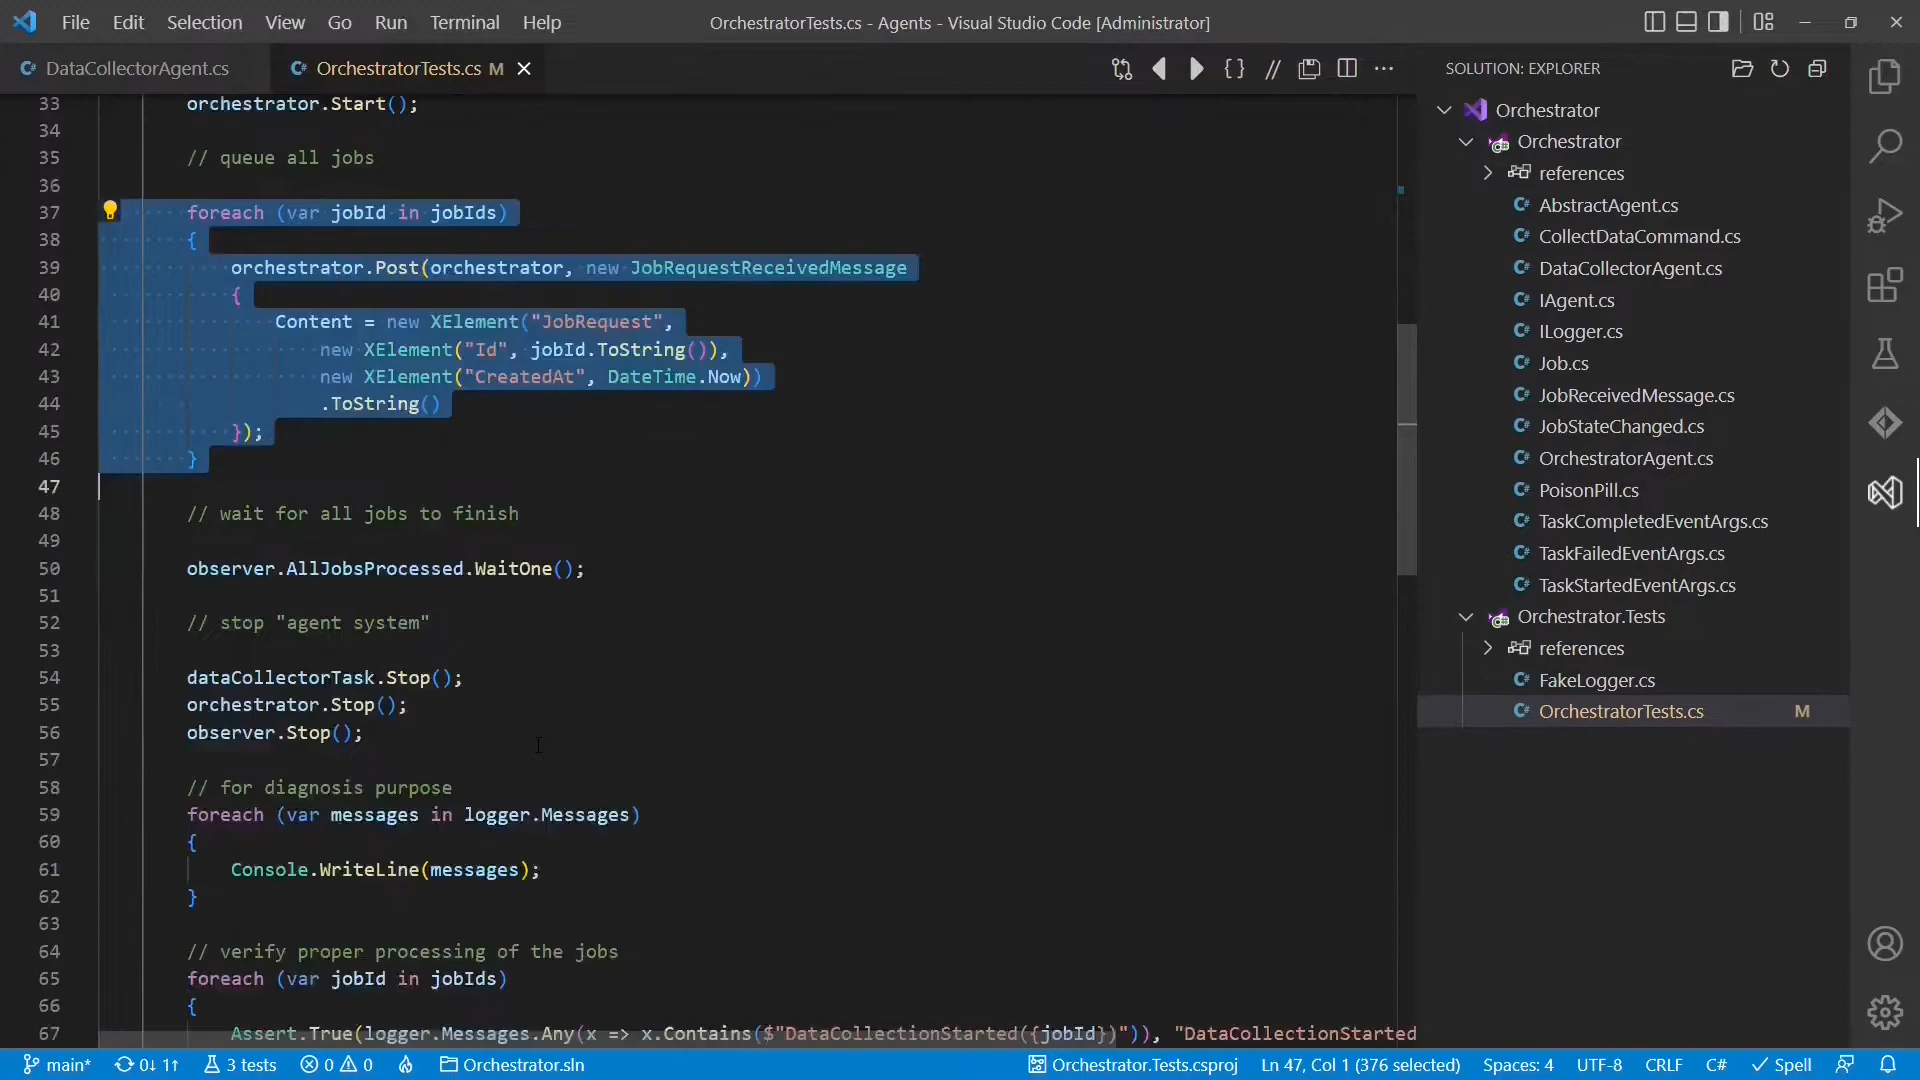 File Edit Selection View Go Run Terminal Help
OrchestratorTests.cs - Agents - Visual Studio Code [Administrator]
DataCollectorAgent.cs
OrchestratorTests.cs M
33 orchestrator.Start();
34
35 // queue all jobs
36
37 foreach (var jobId in jobIds)
38 {
39 orchestrator.Post(orchestrator, new JobRequestReceivedMessage
40 {
41 Content = new XElement("JobRequest",
42 new XElement("Id", jobId.ToString()),
43 new XElement("CreatedAt", DateTime.Now))
44 .ToString()
45 });
46 }
47
48 // wait for all jobs to finish
49
50 observer.AllJobsProcessed.WaitOne();
51
52 // stop "agent system"
53
54 dataCollectorTask.Stop();
55 orchestrator.Stop();
56 observer.Stop();
57
58 // for diagnosis purpose
59 foreach (var messages in logger.Messages)
60 {
61 Console.WriteLine(messages);
62 }
63
64 // verify proper processing of the jobs
65 foreach (var jobId in jobIds)
66 {
67 Assert.True(logger.Messages.Any(x => x.Contains($"DataCollectionStarted({jobId})")), "DataCollectionStarted
SOLUTION: EXPLORER
Orchestrator
Orchestrator
references
C# AbstractAgent.cs
C# CollectDataCommand.cs
C# DataCollectorAgent.cs
C# IAgent.cs
C# ILogger.cs
C# Job.cs
C# JobReceivedMessage.cs
C# JobStateChanged.cs
C# OrchestratorAgent.cs
C# PoisonPill.cs
C# TaskCompletedEventArgs.cs
C# TaskFailedEventArgs.cs
C# TaskStartedEventArgs.cs
Orchestrator.Tests
references
C# FakeLogger.cs
C# OrchestratorTests.cs M
main* 0↓ 1↑ 3 tests 0 0 Orchestrator.sln
Orchestrator.Tests.csproj Ln 47, Col 1 (376 selected) Spaces: 4 UTF-8 CRLF C# Spell